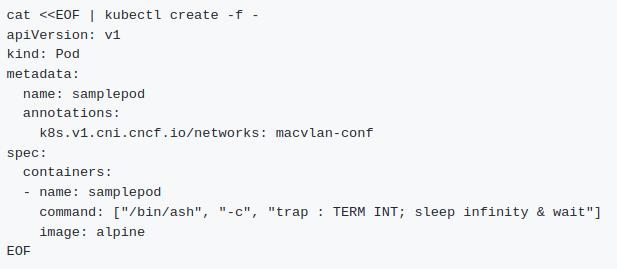 cat <<EOF | kubectl create -f -
apiVersion: v1
kind: Pod
metadata:
  name: samplepod
  annotations:
    k8s.v1.cni.cncf.io/networks: macvlan-conf
spec:
  containers:
  - name: samplepod
    command: ["/bin/ash", "-c", "trap : TERM INT; sleep infinity & wait"]
    image: alpine
EOF